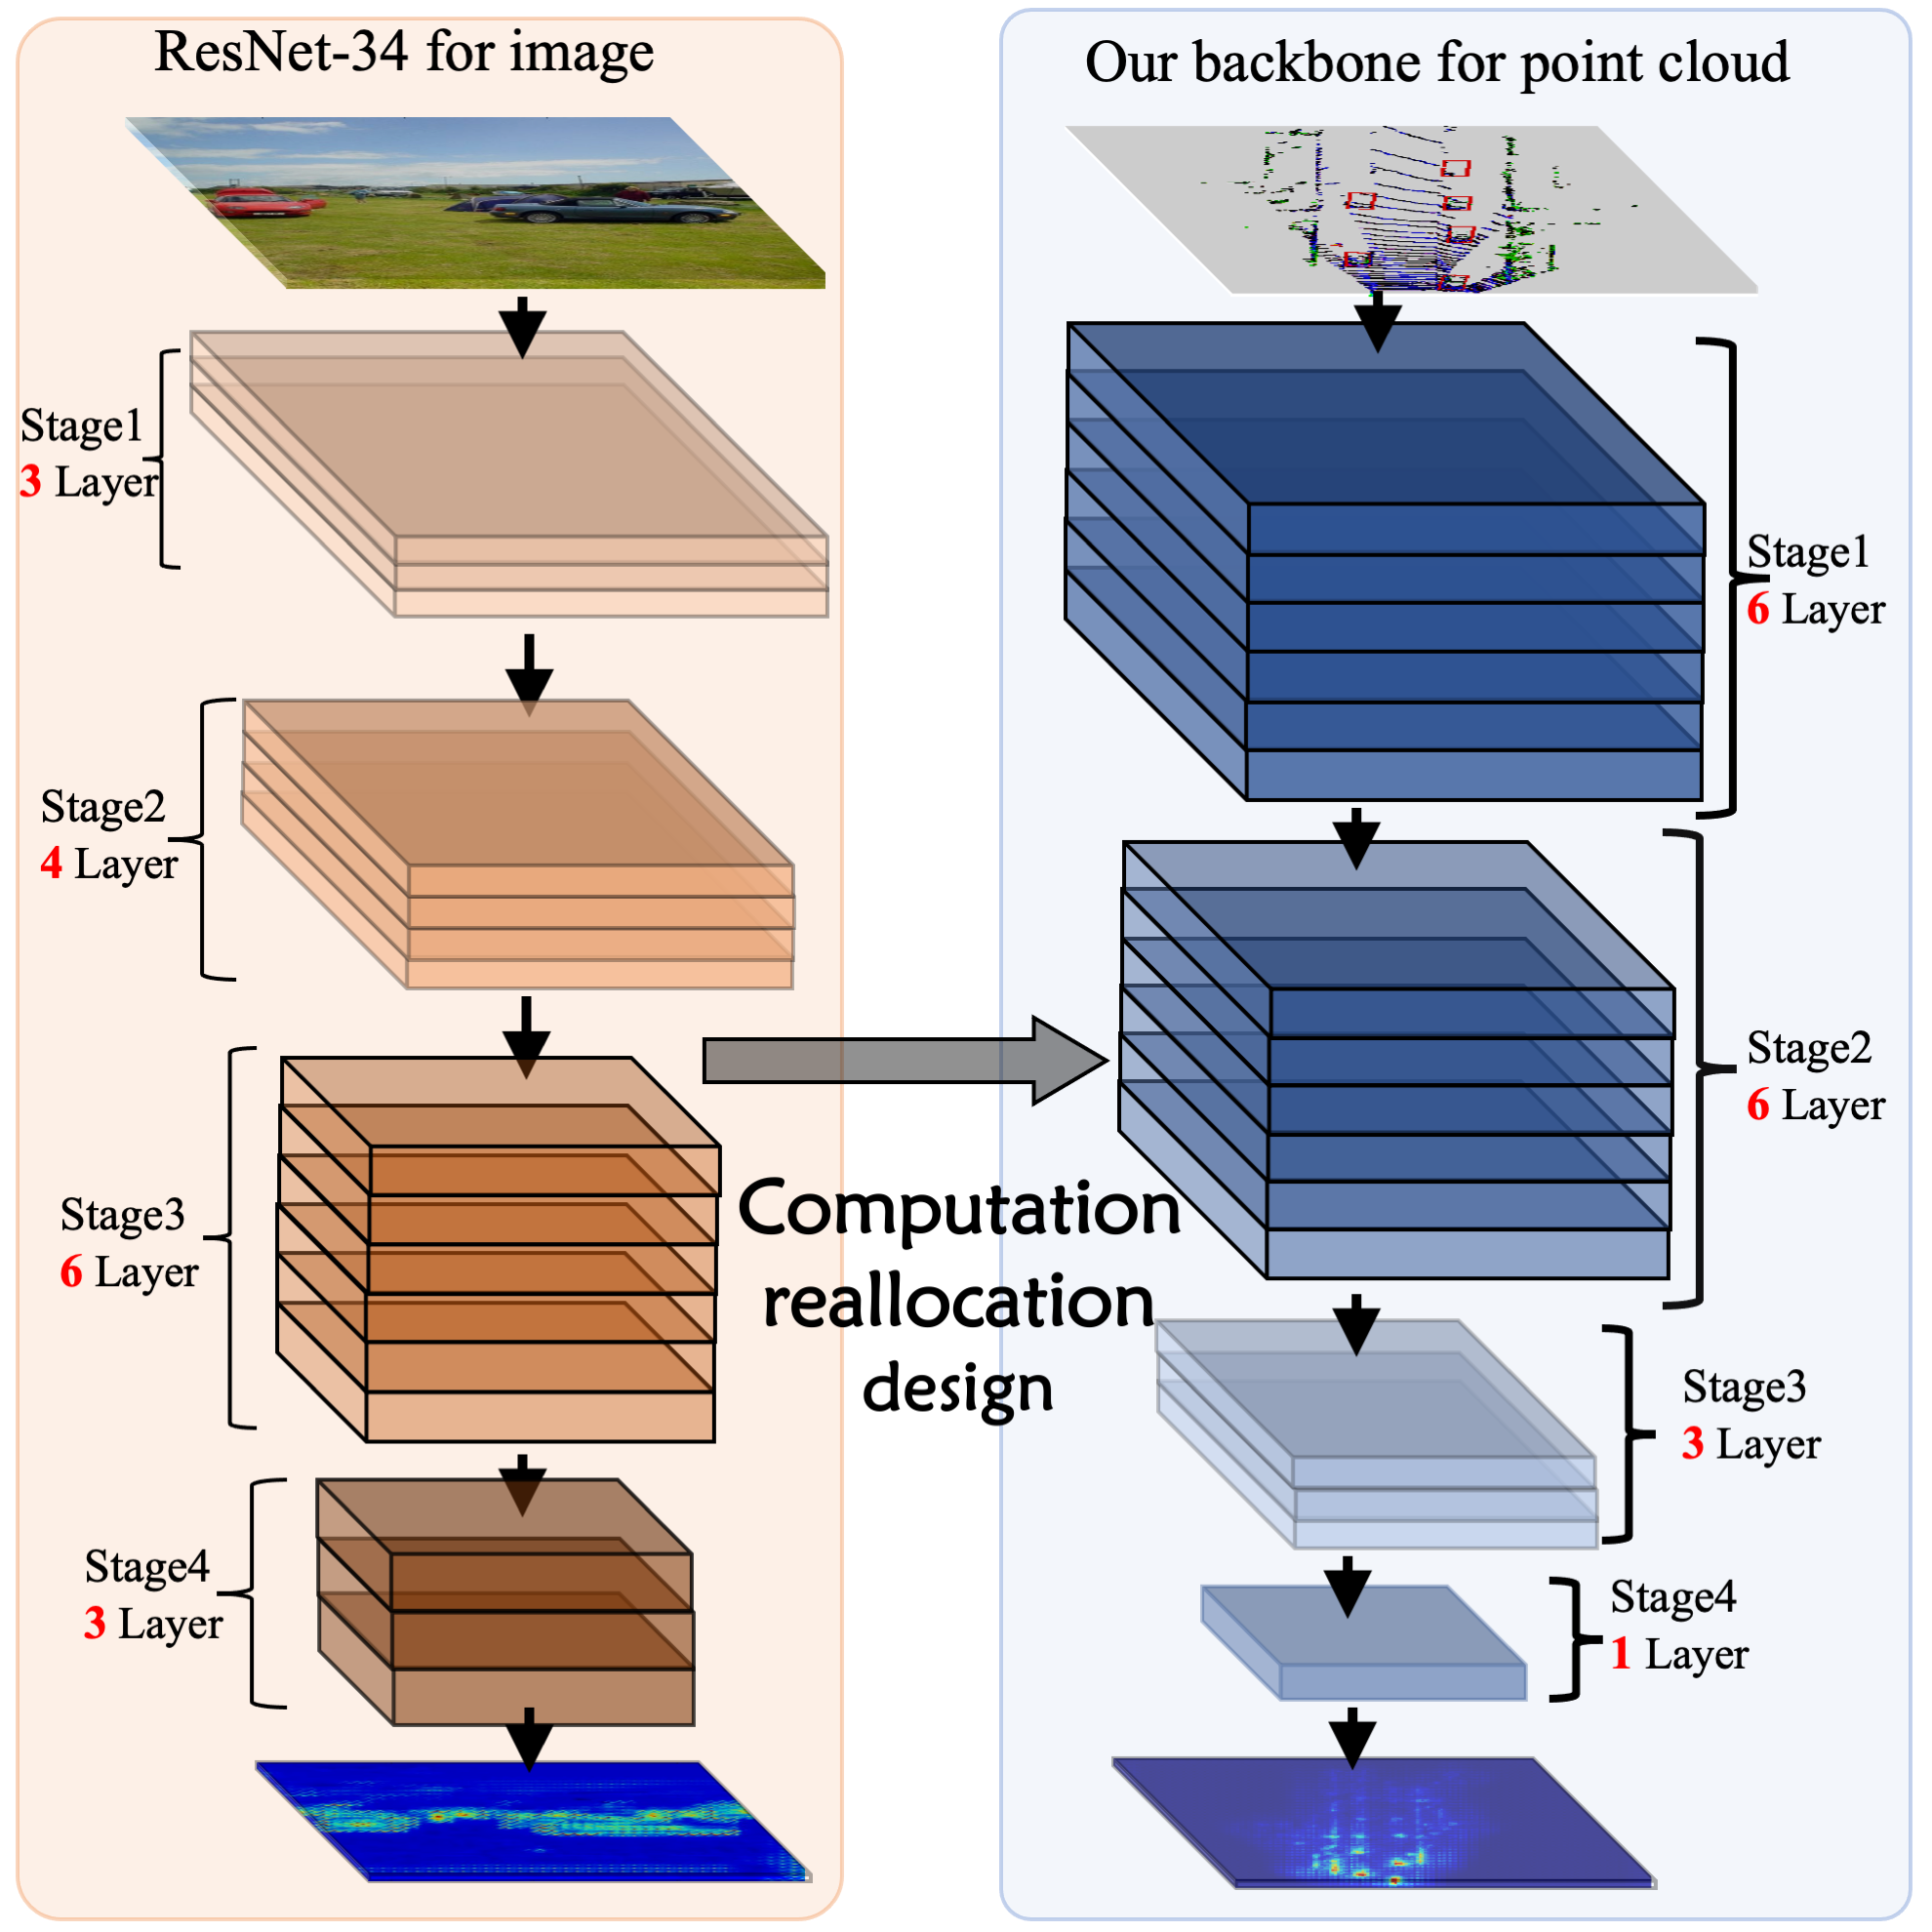 ResNet-34 for image
Stage1
3 Layer
Stage2
4 Layer
Stage3
6 Layer
Stage4
3 Layer
Computation
reallocation
design
Our backbone for point cloud
Stage1
6 Layer
Stage2
6 Layer
Stage3
3 Layer
Stage4
1 Layer